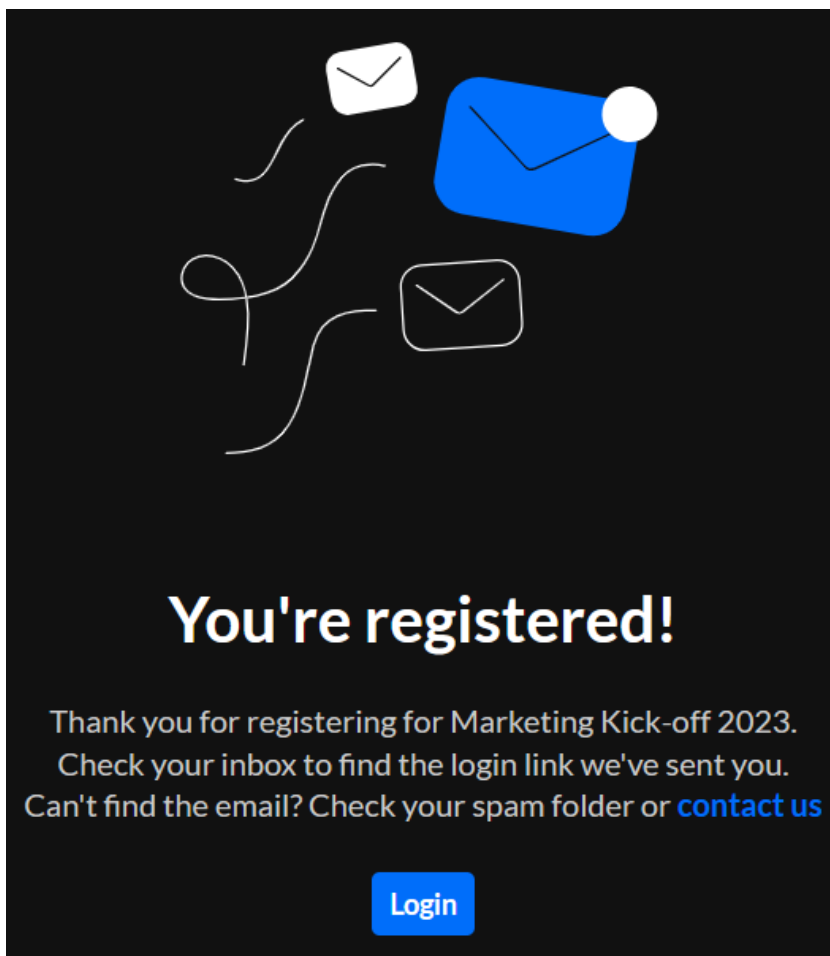 You're registered!
Thank you for registering for Marketing Kick-off 2023.
Check your inbox to find the login link we've sent you.
Can't find the email? Check your spam folder or contact us
Login